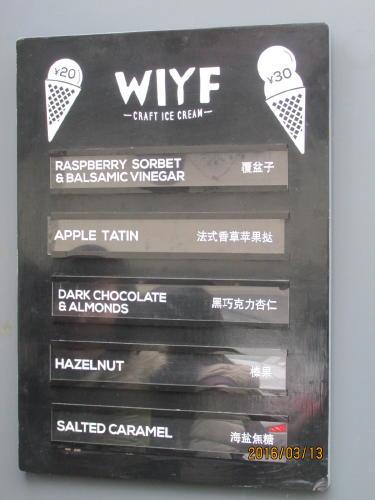 ¥20
¥30
WIYF
CRAFT ICE CREAM
RASPBERRY SORBET
& BALSAMIC VINEGAR
覆盆子
APPLE TATIN
法式香草苹果挞
DARK CHOCOLATE
& ALMONDS
黑巧克力杏仁
HAZELNUT
榛果
SALTED CARAMEL
海盐焦糖
2016/03/13